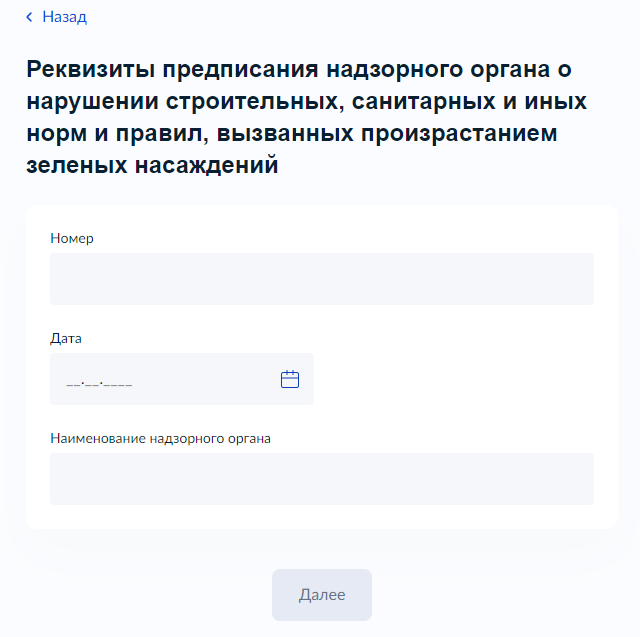 Назад
Реквизиты предписания надзорного органа о
нарушении строительных, санитарных и иных
норм и правил, вызванных произрастанием
зеленых насаждений
Номер
Дата
__.__.____
Наименование надзорного органа
Далее